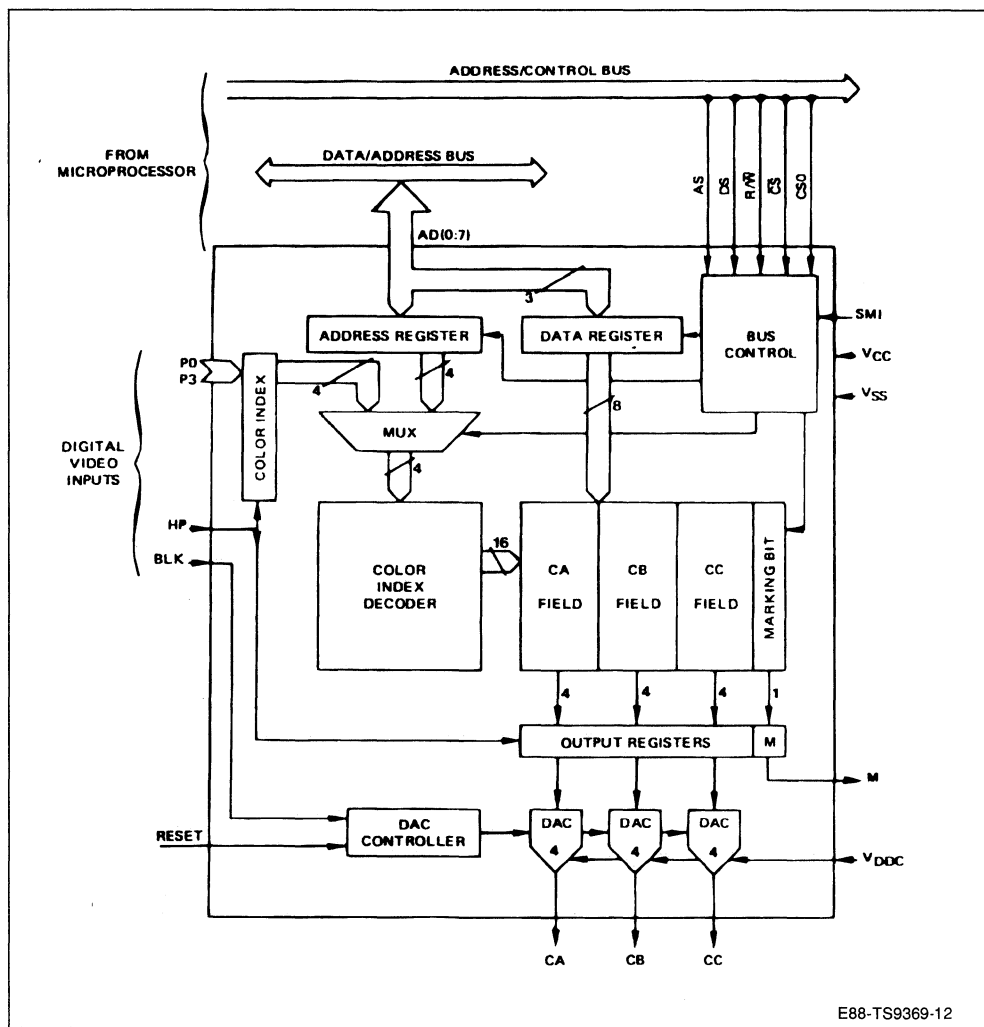 ADDRESS/CONTROL BUS
FROM
MICROPROCESSOR
DATA/ADDRESS BUS
AS
DS
R/W̅
C̅S̅
CS0
AD(0:7)
3
ADDRESS REGISTER
DATA REGISTER
BUS
CONTROL
SMI
VCC
VSS
P0
P3
COLOR INDEX
4
4
8
MUX
DIGITAL
VIDEO
INPUTS
4
HP
BLK
COLOR
INDEX
DECODER
16
CA
FIELD
CB
FIELD
CC
FIELD
MARKING BIT
4
4
4
1
OUTPUT REGISTERS
M
M
RESET
DAC
CONTROLLER
DAC
4
DAC
4
DAC
4
VDDC
CA
CB
CC
E88-TS9369-12